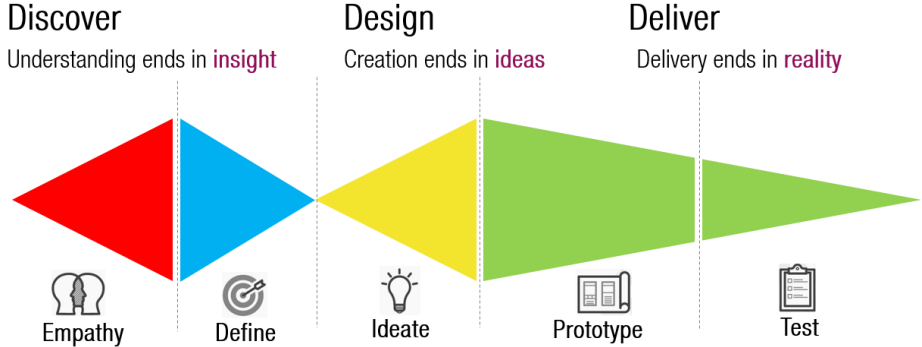 Discover
Design
Deliver
Understanding ends in insight
Creation ends in ideas
Delivery ends in reality
Empathy
Define
Ideate
Prototype
Test